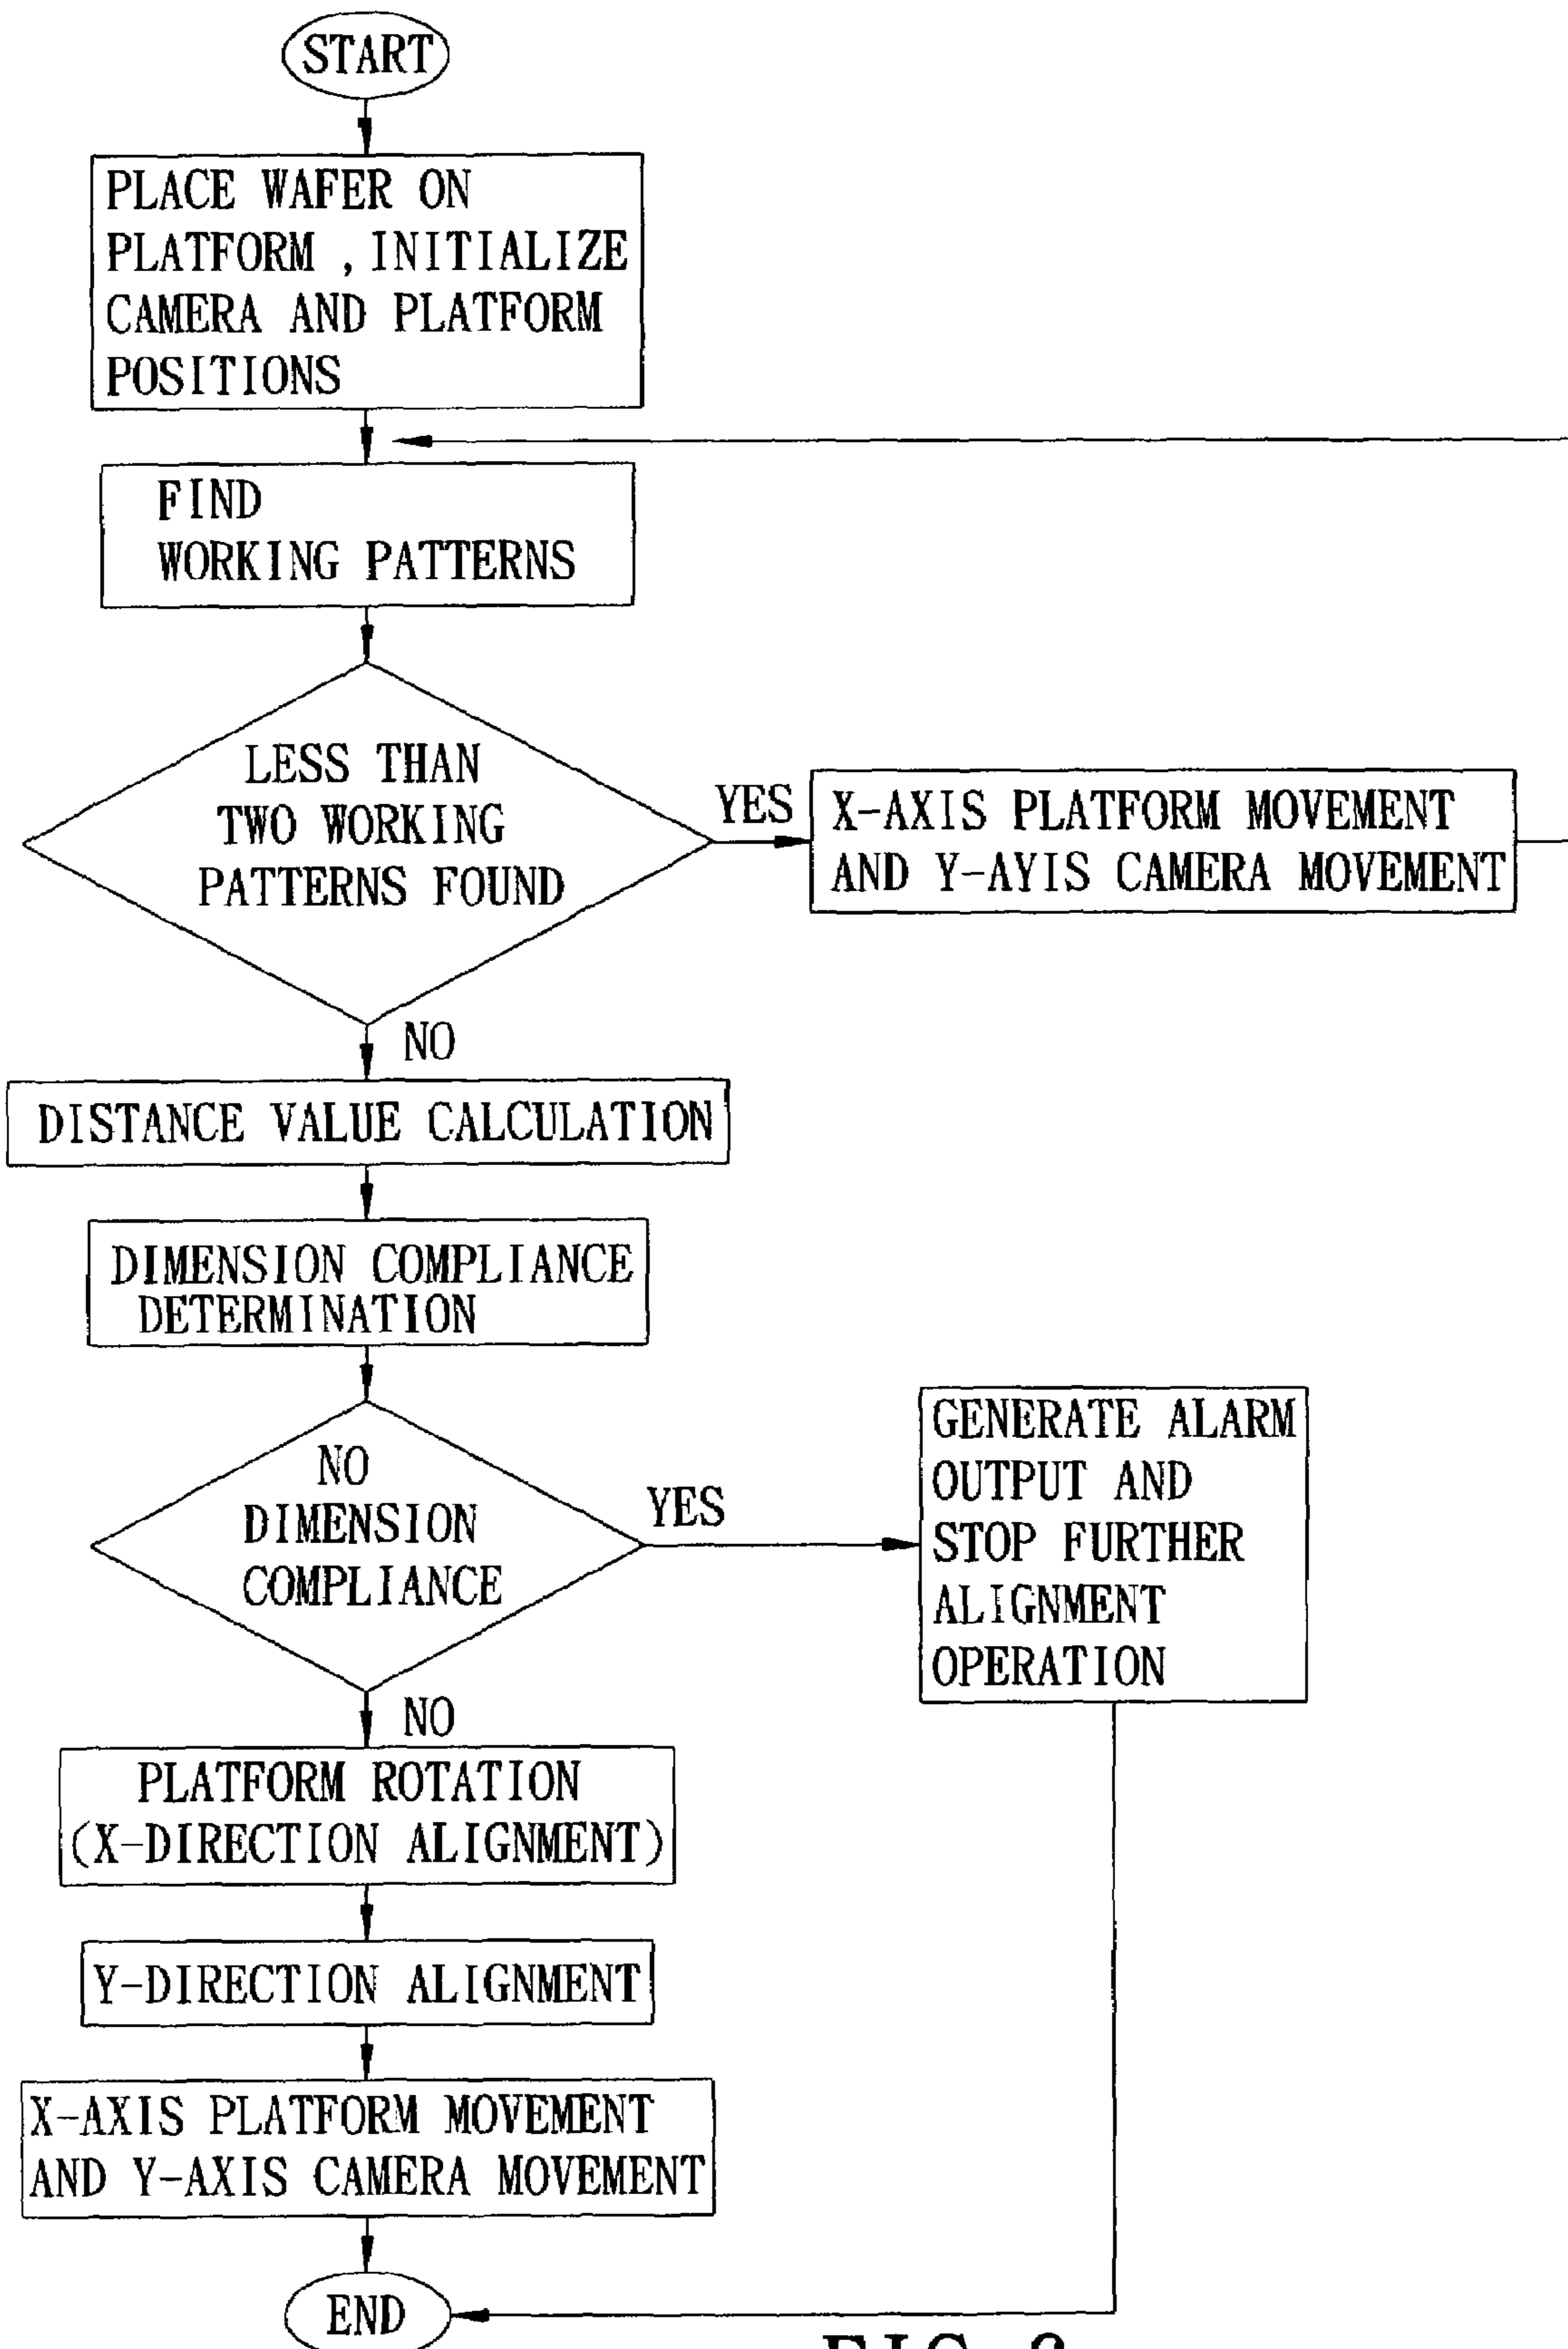 START
PLACE WAFER ON
PLATFORM , INITIALIZE
CAMERA AND PLATFORM
POSITIONS
FIND
WORKING PATTERNS
LESS THAN
TWO WORKING
PATTERNS FOUND
YES
X-AXIS PLATFORM MOVEMENT
AND Y-AYIS CAMERA MOVEMENT
NO
DISTANCE VALUE CALCULATION
DIMENSION COMPLIANCE
DETERMINATION
NO
DIMENSION
COMPLIANCE
YES
GENERATE ALARM
OUTPUT AND
STOP FURTHER
ALIGNMENT
OPERATION
NO
PLATFORM ROTATION
(X-DIRECTION ALIGNMENT)
Y-DIRECTION ALIGNMENT
X-AXIS PLATFORM MOVEMENT
AND Y-AXIS CAMERA MOVEMENT
END